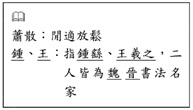 蕭散：閒適放鬆
鍾、王：指鍾繇、王羲之，二
人皆為魏晉書法名
家